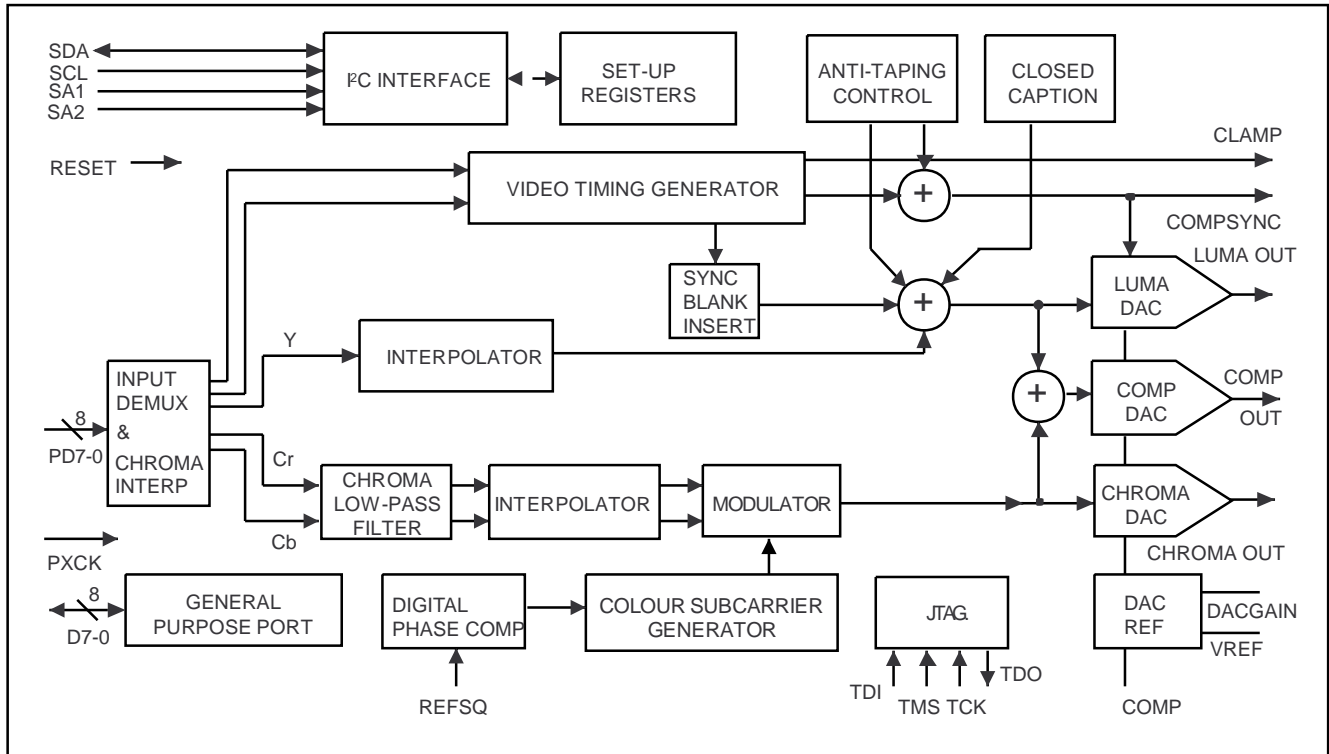 SDA
SCL
SA1
SA2
I²C INTERFACE
SET-UP
REGISTERS
ANTI-TAPING
CONTROL
CLOSED
CAPTION
RESET
VIDEO TIMING GENERATOR
+
CLAMP
COMPSYNC
SYNC
BLANK
INSERT
+
LUMA
DAC
LUMA OUT
Y
INTERPOLATOR
INPUT
DEMUX
&
CHROMA
INTERP
8
PD7-0
+
COMP
DAC
COMP
OUT
Cr
Cb
CHROMA
LOW-PASS
FILTER
INTERPOLATOR
MODULATOR
CHROMA
DAC
CHROMA OUT
PXCK
8
D7-0
GENERAL
PURPOSE PORT
DIGITAL
PHASE COMP
REFSQ
COLOUR SUBCARRIER
GENERATOR
JTAG
TDI
TMS
TCK
TDO
DAC
REF
DACGAIN
VREF
COMP